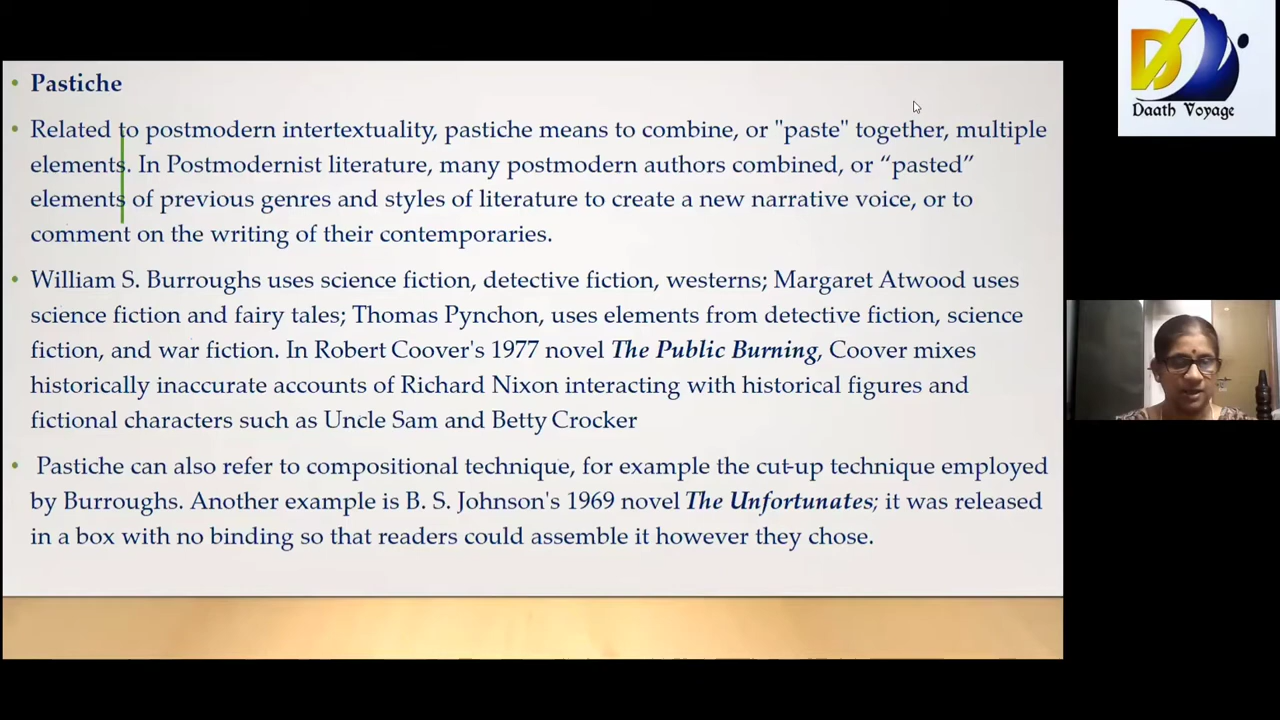 Pastiche
Related to postmodern intertextuality, pastiche means to combine, or "paste" together, multiple
elements. In Postmodernist literature, many postmodern authors combined, or “pasted”
elements of previous genres and styles of literature to create a new narrative voice, or to
comment on the writing of their contemporaries.
William S. Burroughs uses science fiction, detective fiction, westerns; Margaret Atwood uses
science fiction and fairy tales; Thomas Pynchon, uses elements from detective fiction, science
fiction, and war fiction. In Robert Coover's 1977 novel The Public Burning, Coover mixes
historically inaccurate accounts of Richard Nixon interacting with historical figures and
fictional characters such as Uncle Sam and Betty Crocker
Pastiche can also refer to compositional technique, for example the cut-up technique employed
by Burroughs. Another example is B. S. Johnson's 1969 novel The Unfortunates; it was released
in a box with no binding so that readers could assemble it however they chose.
Daath Voyage